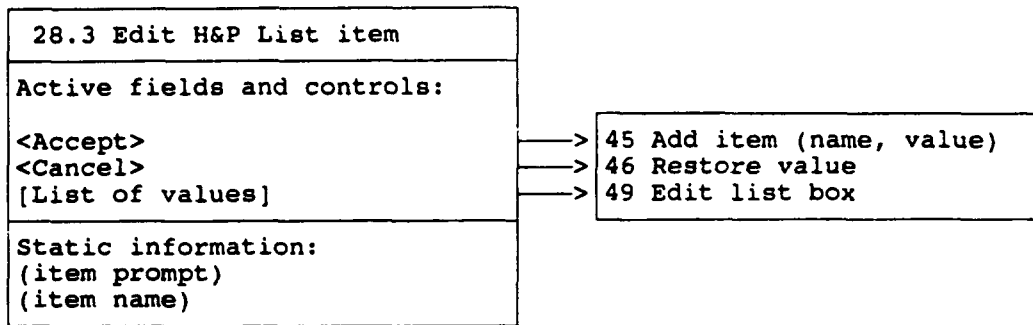 28.3 Edit H&P List item
Active fields and controls:
<Accept>
<Cancel>
[List of values]
45 Add item (name, value)
46 Restore value
49 Edit list box
Static information:
(item prompt)
(item name)